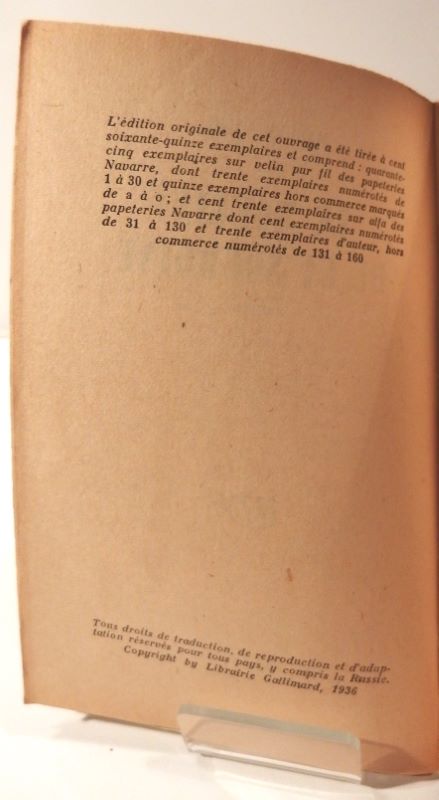 L'édition originale de cet ouvrage a été tirée à cent
soixante-quinze exemplaires et comprend : quarante-
cinq exemplaires sur velin pur fil des papeteries
Navarre, dont trente exemplaires numérotés de
1 à 30 et quinze exemplaires hors commerce marqués
de a à o ; et cent trente exemplaires sur alfa des
papeteries Navarre dont cent exemplaires numérotés
de 31 à 130 et trente exemplaires d'auteur, hors
commerce numérotés de 131 à 160
Tous droits de traduction, de reproduction et d'adap-
tation réservés pour tous pays, y compris la Russie.
Copyright by Librairie Gallimard, 1936